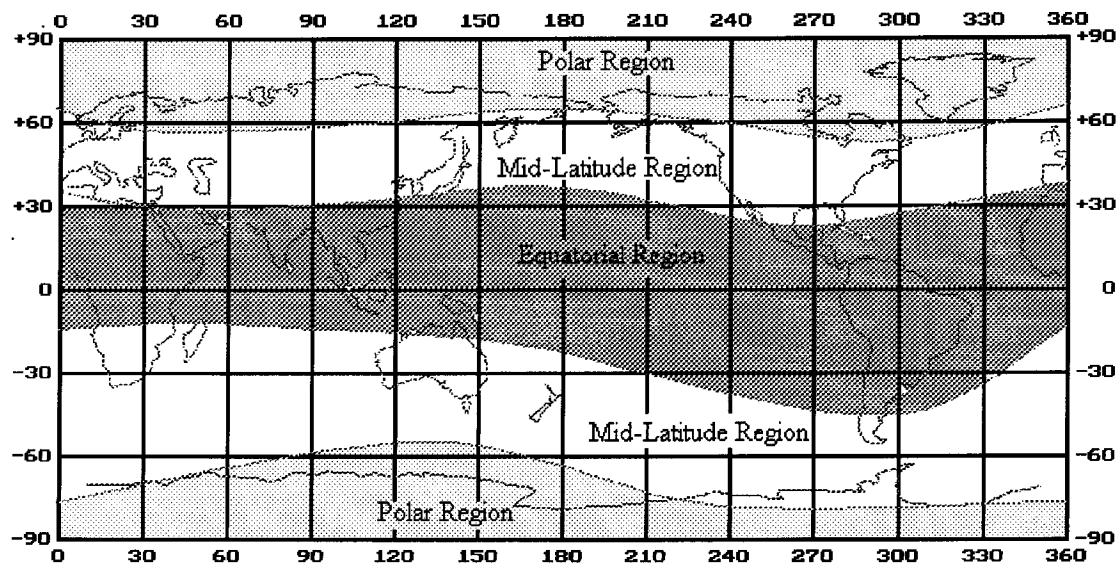 0 30 60 90 120 150 180 210 240 270 300 330 360
+90 +90
Polar Region
+60 +60
Mid-Latitude Region
+30 +30
Equatorial Region
0 0
-30 -30
Mid-Latitude Region
-60 -60
Polar Region
-90 -90
0 30 60 90 120 150 180 210 240 270 300 330 360